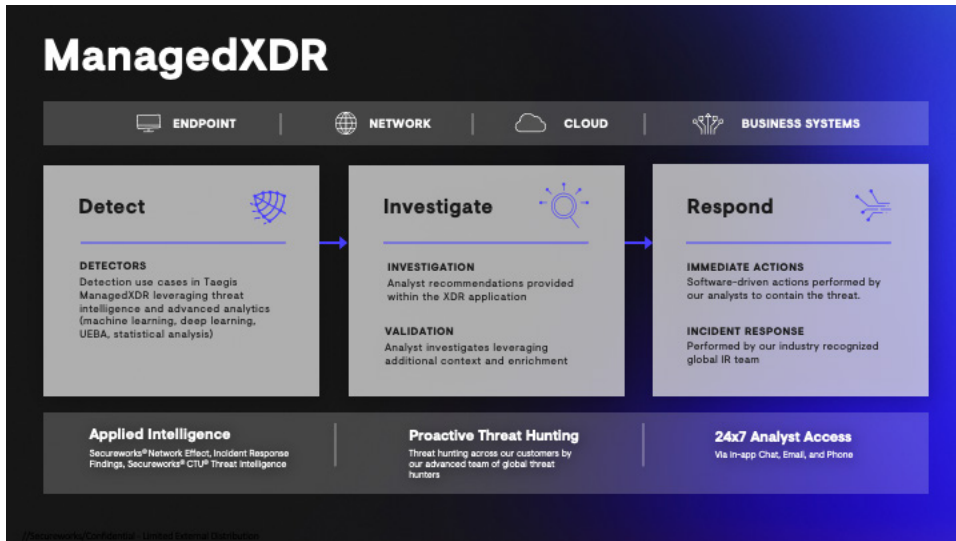 ManagedXDR
ENDPOINT
NETWORK
CLOUD
BUSINESS SYSTEMS
Detect
DETECTORS
Detection use cases in Taegis
ManagedXDR leveraging threat
intelligence and advanced analytics
(machine learning, deep learning,
UEBA, statistical analysis)
Investigate
INVESTIGATION
Analyst recommendations provided
within the XDR application
VALIDATION
Analyst investigates leveraging
additional context and enrichment
Respond
IMMEDIATE ACTIONS
Software-driven actions performed by
our analysts to contain the threat.
INCIDENT RESPONSE
Performed by our industry recognized
global IR team
Applied Intelligence
Secureworks® Network Effect, Incident Response
Findings, Secureworks® CTU® Threat Intelligence
Proactive Threat Hunting
Threat hunting across our customers by
our advanced team of global threat
hunters
24x7 Analyst Access
Via in-app Chat, Email, and Phone
//Secureworks/Confidential - Limited External Distribution